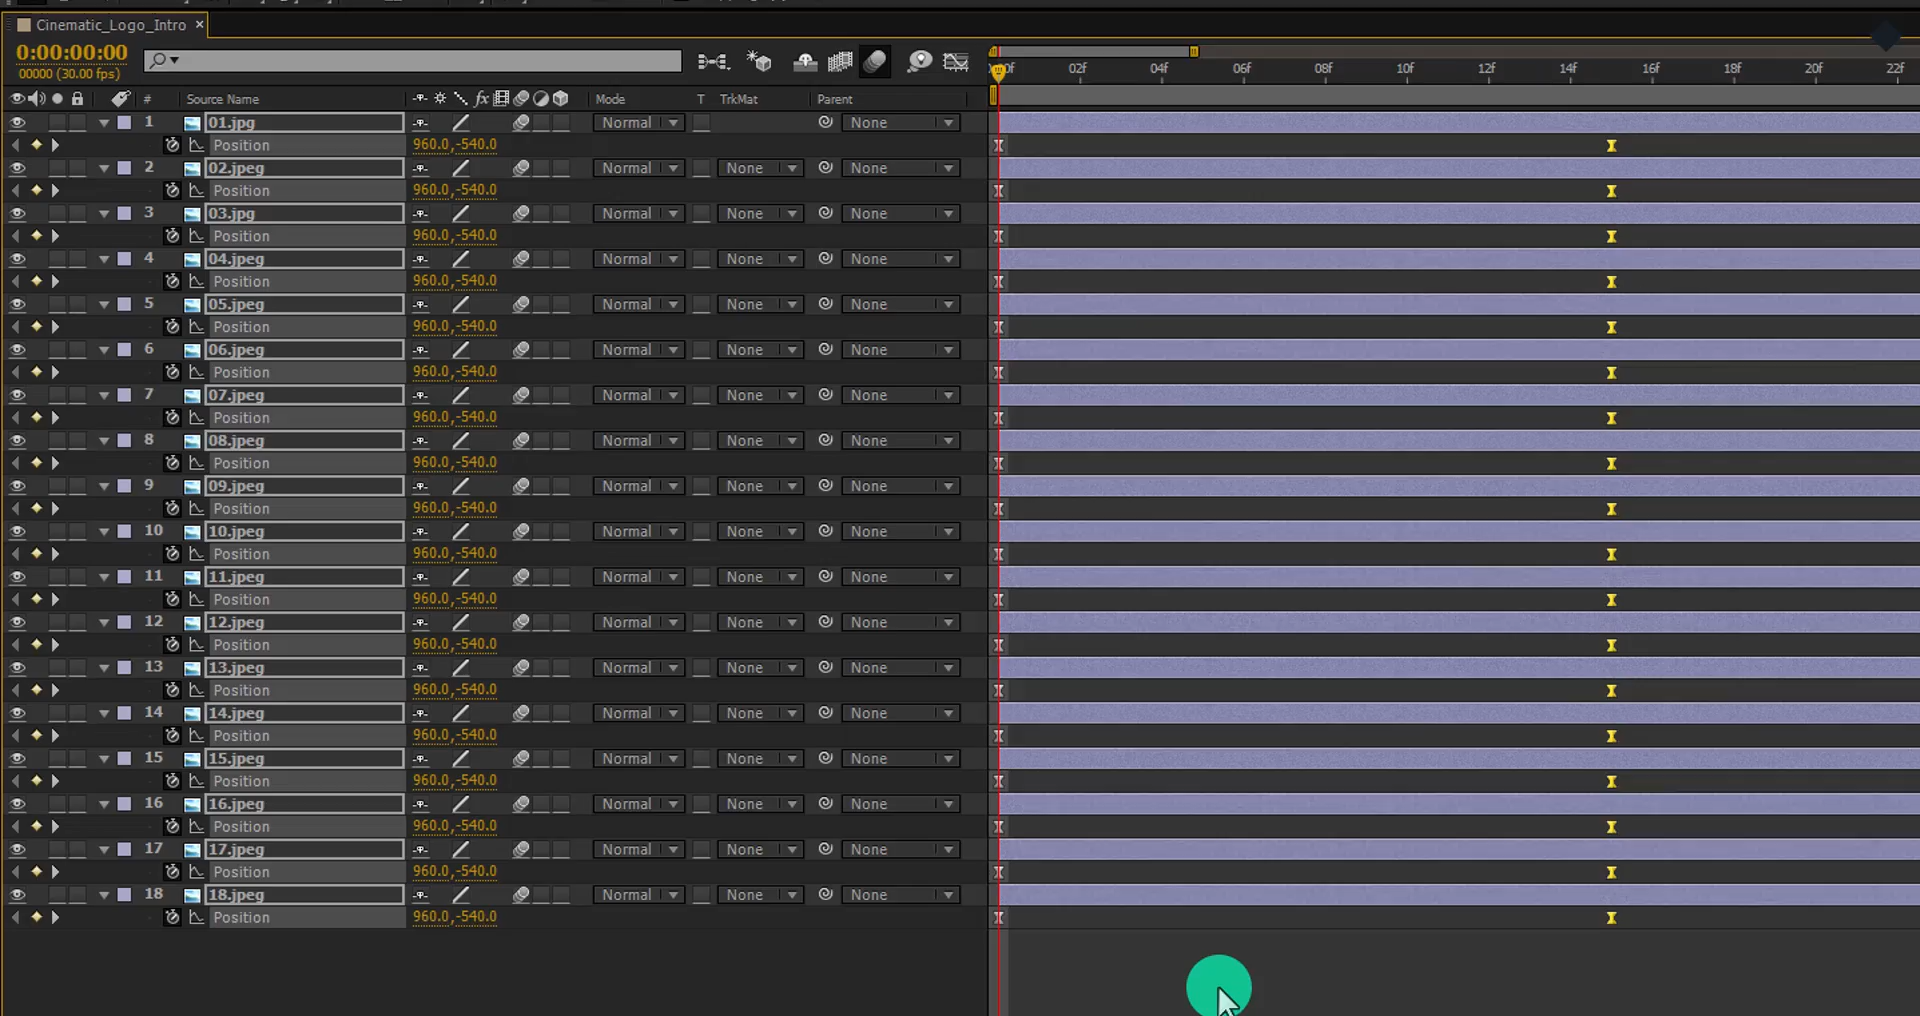 Cinematic_Logo_Intro ×
0:00:00:00
00000 (30.00 fps)
02f 04f 06f 08f 10f 12f 14f 16f 18f 20f 22f
# Source Name fx Mode T TrkMat Parent
1 01.jpg Normal None
Position 960.0,-540.0
2 02.jpeg Normal None None
Position 960.0,-540.0
3 03.jpg Normal None None
Position 960.0,-540.0
4 04.jpeg Normal None None
Position 960.0,-540.0
5 05.jpeg Normal None None
Position 960.0,-540.0
6 06.jpeg Normal None None
Position 960.0,-540.0
7 07.jpeg Normal None None
Position 960.0,-540.0
8 08.jpeg Normal None None
Position 960.0,-540.0
9 09.jpeg Normal None None
Position 960.0,-540.0
10 10.jpeg Normal None None
Position 960.0,-540.0
11 11.jpeg Normal None None
Position 960.0,-540.0
12 12.jpeg Normal None None
Position 960.0,-540.0
13 13.jpeg Normal None None
Position 960.0,-540.0
14 14.jpeg Normal None None
Position 960.0,-540.0
15 15.jpeg Normal None None
Position 960.0,-540.0
16 16.jpeg Normal None None
Position 960.0,-540.0
17 17.jpeg Normal None None
Position 960.0,-540.0
18 18.jpeg Normal None None
Position 960.0,-540.0